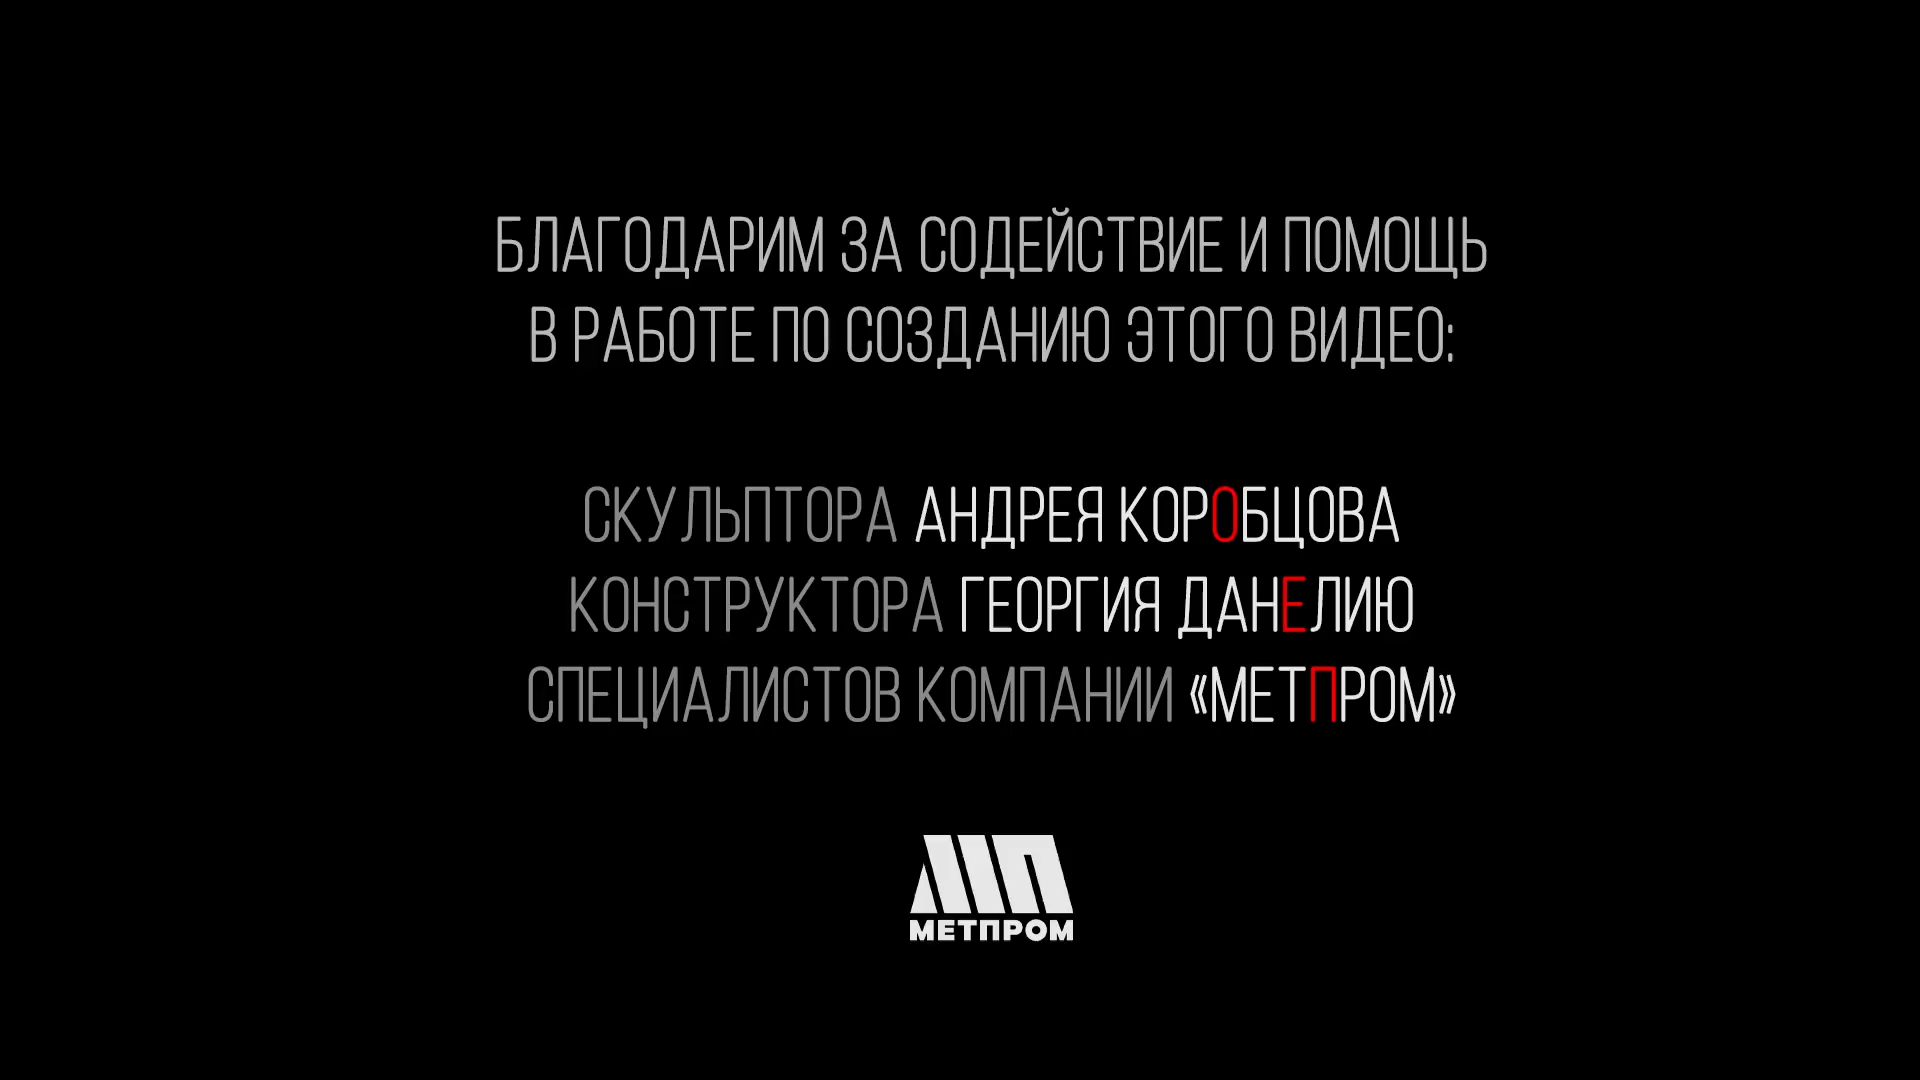 БЛАГОДАРИМ ЗА СОДЕЙСТВИЕ И ПОМОЩЬ
В РАБОТЕ ПО СОЗДАНИЮ ЭТОГО ВИДЕО:
СКУЛЬПТОРА АНДРЕЯ КОРОБЦОВА
КОНСТРУКТОРА ГЕОРГИЯ ДАНЕЛИЮ
СПЕЦИАЛИСТОВ КОМПАНИИ «МЕТПРОМ»
МП
МЕТПРОМ